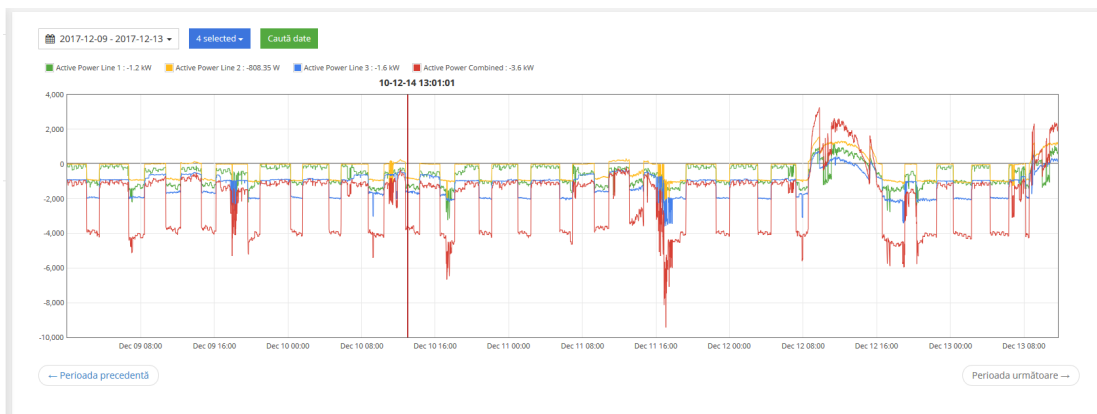 2017-12-09 - 2017-12-13
4 selected
Caută date
Active Power Line 1 : -1.2 kW
Active Power Line 2 : -808.35 W
Active Power Line 3 : -1.6 kW
Active Power Combined : -3.6 kW
10-12-14 13:01:01
4,000
2,000
0
-2,000
-4,000
-6,000
-8,000
-10,000
Dec 09 08:00 Dec 09 16:00 Dec 10 00:00 Dec 10 08:00 Dec 10 16:00 Dec 11 00:00 Dec 11 08:00 Dec 11 16:00 Dec 12 00:00 Dec 12 08:00 Dec 12 16:00 Dec 13 00:00 Dec 13 08:00
← Perioada precedentă
Perioada următoare →